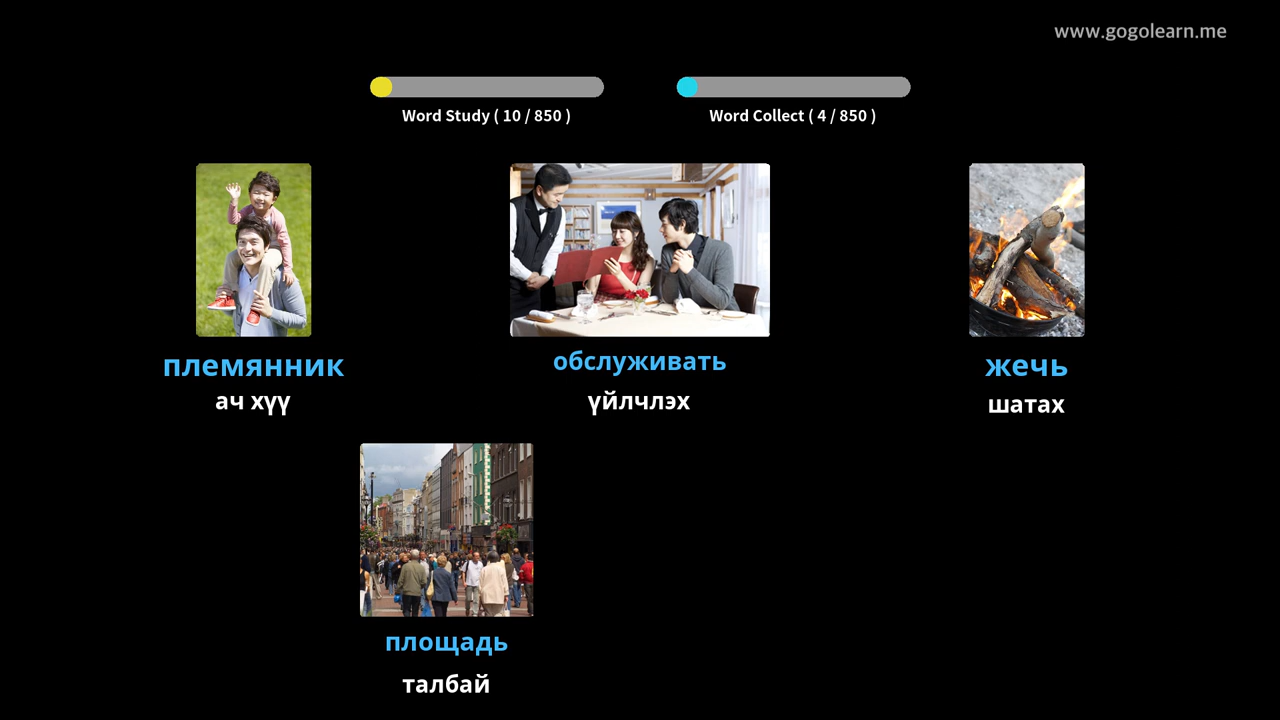 www.gogolearn.me
Word Study ( 10 / 850 )
Word Collect ( 4 / 850 )
племянник
ач хүү
обслуживать
үйлчлэх
жечь
шатах
площадь
талбай